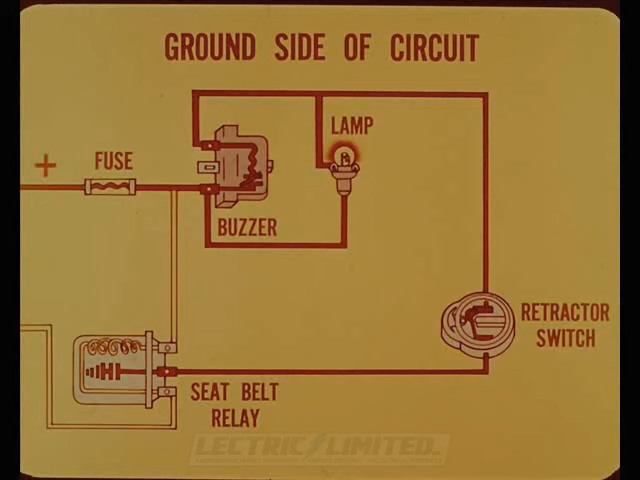 GROUND SIDE OF CIRCUIT
LAMP
+
FUSE
BUZZER
RETRACTOR
SWITCH
SEAT BELT
RELAY
LECTRIC LIMITED